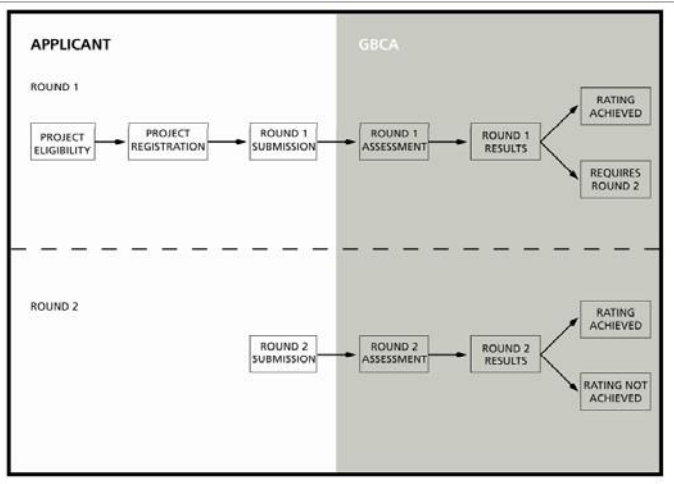 APPLICANT
GBCA
ROUND 1
PROJECT
ELIGIBILITY
PROJECT
REGISTRATION
ROUND 1
SUBMISSION
ROUND 1
ASSESSMENT
ROUND 1
RESULTS
RATING
ACHIEVED
REQUIRES
ROUND 2
ROUND 2
ROUND 2
SUBMISSION
ROUND 2
ASSESSMENT
ROUND 2
RESULTS
RATING
ACHIEVED
RATING NOT
ACHIEVED